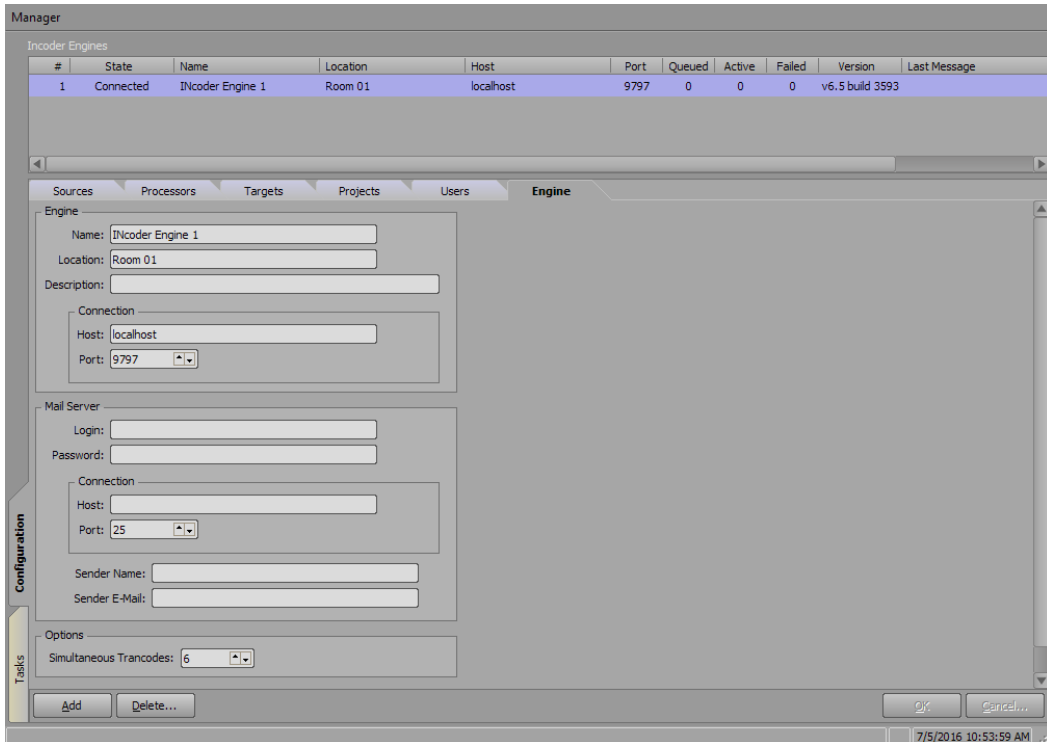 Manager
Incoder Engines
# State Name Location Host Port Queued Active Failed Version Last Message
1 Connected INcoder Engine 1 Room 01 localhost 9797 0 0 0 v6.5 build 3593
Sources Processors Targets Projects Users Engine
Engine
Name: INcoder Engine 1
Location: Room 01
Description:
Connection
Host: localhost
Port: 9797
Mail Server
Login:
Password:
Connection
Host:
Port: 25
Sender Name:
Sender E-Mail:
Options
Simultaneous Trancodes: 6
Configuration
Tasks
Add Delete... OK Cancel...
7/5/2016 10:53:59 AM